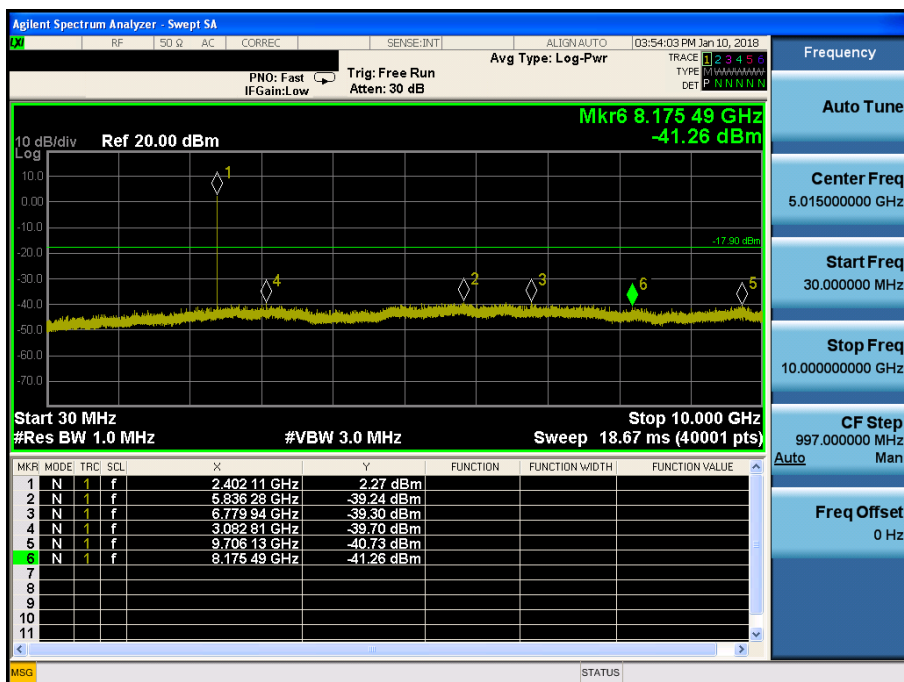 Agilent Spectrum Analyzer - Swept SA
LXI RF 50 Ω AC CORREC SENSE:INT ALIGNAUTO 03:54:03 PM Jan 10, 2018
PNO: Fast
IFGain:Low
Trig: Free Run
Atten: 30 dB
Avg Type: Log-Pwr
TRACE 1 2 3 4 5 6
TYPE M
DET P N N N N N
Mkr6 8.175 49 GHz
-41.26 dBm
10 dB/div Ref 20.00 dBm
Log
10.0
0.00
-10.0
-20.0
-30.0
-40.0
-50.0
-60.0
-70.0
1
4
2
3
6
5
-17.90 dBm
Start 30 MHz Stop 10.000 GHz
#Res BW 1.0 MHz #VBW 3.0 MHz Sweep 18.67 ms (40001 pts)
MKR MODE TRC SCL X Y FUNCTION FUNCTION WIDTH FUNCTION VALUE
1 N 1 f 2.402 11 GHz 2.27 dBm
2 N 1 f 5.836 28 GHz -39.24 dBm
3 N 1 f 6.779 94 GHz -39.30 dBm
4 N 1 f 3.082 81 GHz -39.70 dBm
5 N 1 f 9.706 13 GHz -40.73 dBm
6 N 1 f 8.175 49 GHz -41.26 dBm
7
8
9
10
11
MSG STATUS
Frequency
Auto Tune
Center Freq
5.015000000 GHz
Start Freq
30.000000 MHz
Stop Freq
10.000000000 GHz
CF Step
997.000000 MHz
Auto Man
Freq Offset
0 Hz